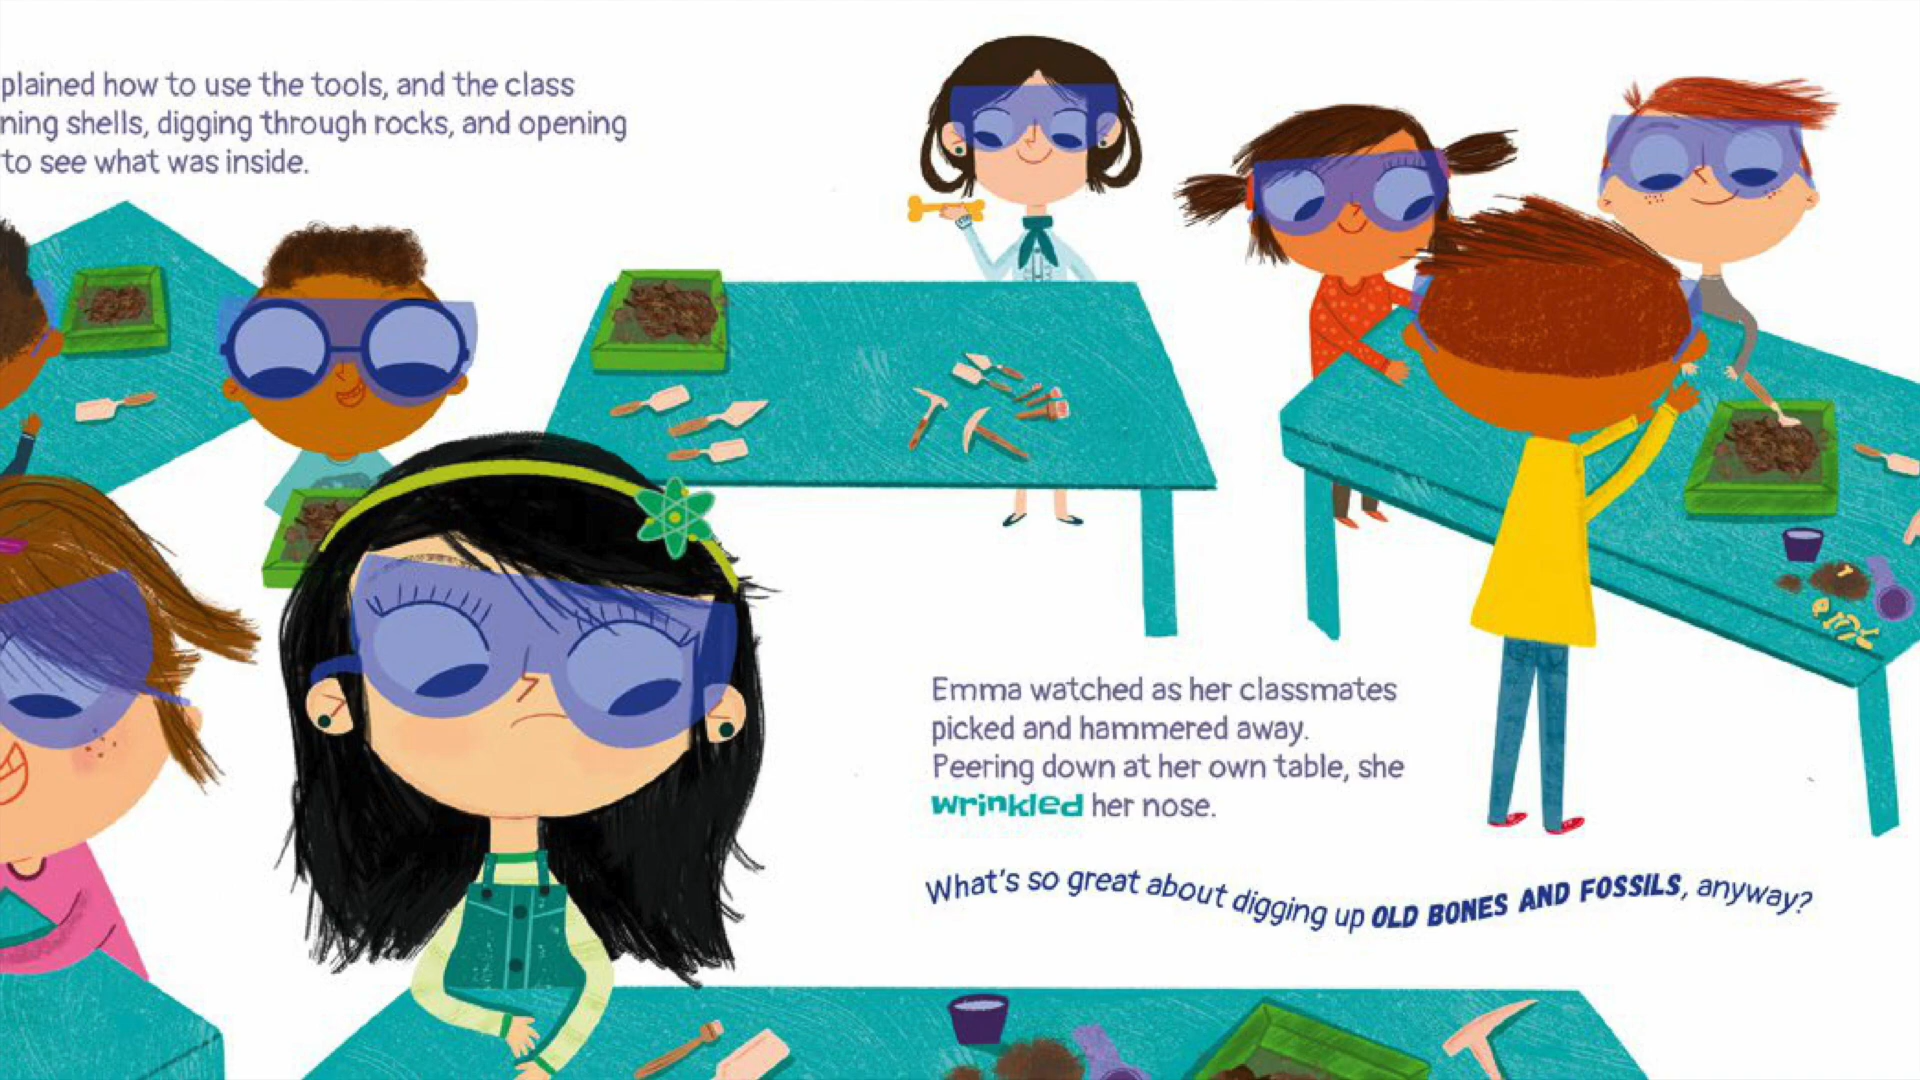 plained how to use the tools, and the class
ning shells, digging through rocks, and opening
to see what was inside.
Emma watched as her classmates
picked and hammered away.
Peering down at her own table, she
wrinkled her nose.
What's so great about digging up OLD BONES AND FOSSILS, anyway?